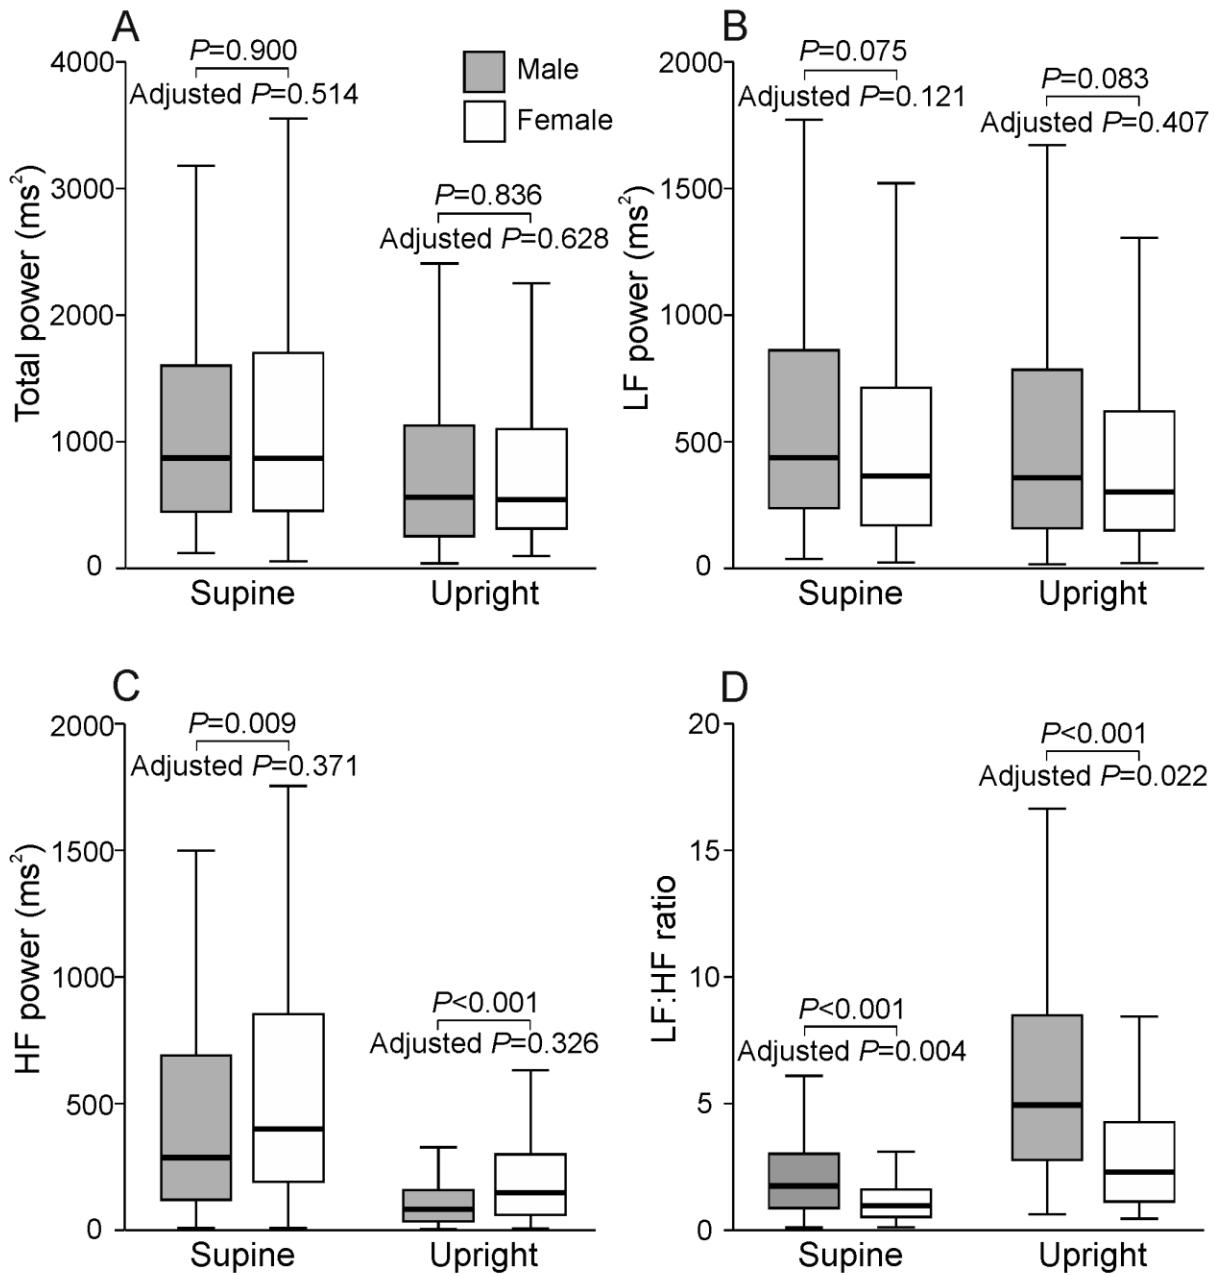 A
P=0.900
Adjusted P=0.514
Male
Female
P=0.836
Adjusted P=0.628
Total power (ms²)
4000
3000
2000
1000
0
Supine
Upright
B
P=0.075
Adjusted P=0.121
P=0.083
Adjusted P=0.407
LF power (ms²)
2000
1500
1000
500
0
Supine
Upright
C
P=0.009
Adjusted P=0.371
P<0.001
Adjusted P=0.326
HF power (ms²)
2000
1500
1000
500
0
Supine
Upright
D
P<0.001
Adjusted P=0.022
P<0.001
Adjusted P=0.004
LF:HF ratio
20
15
10
5
0
Supine
Upright